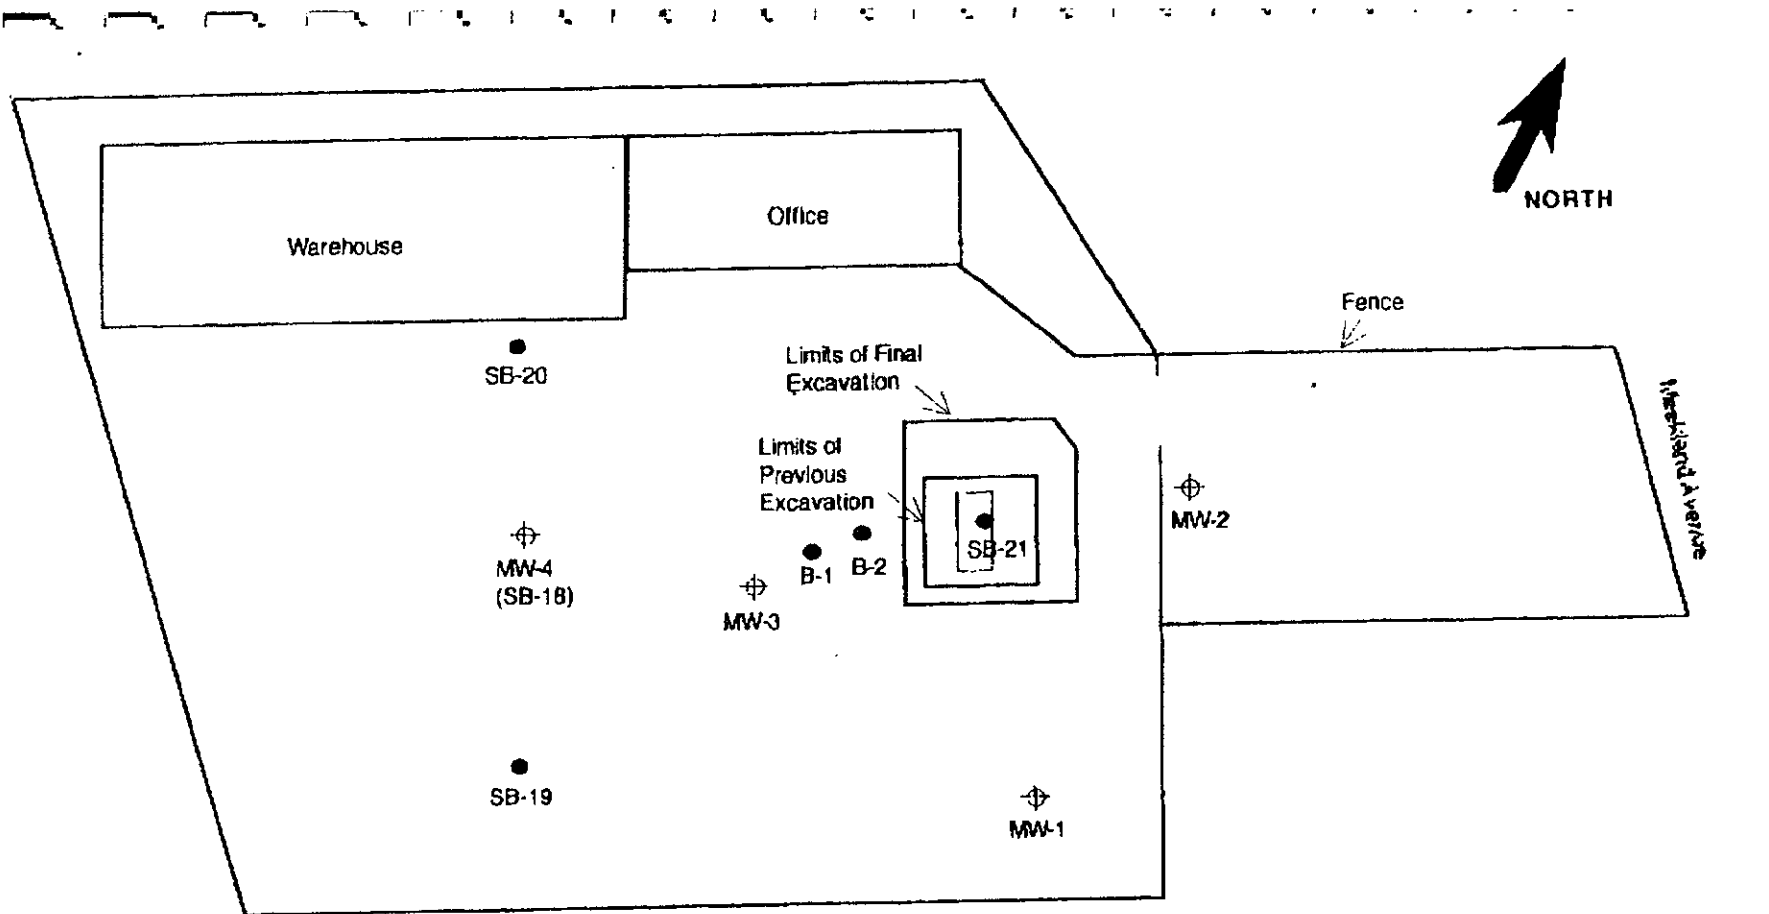 NORTH
Office
Warehouse
Fence
Limits of Final
Excavation
SB-20
Limits of
Previous
Excavation
MW-2
SB-21
B-2
B-1
MW-4
(SB-18)
MW-3
SB-19
MW-1
Avenue